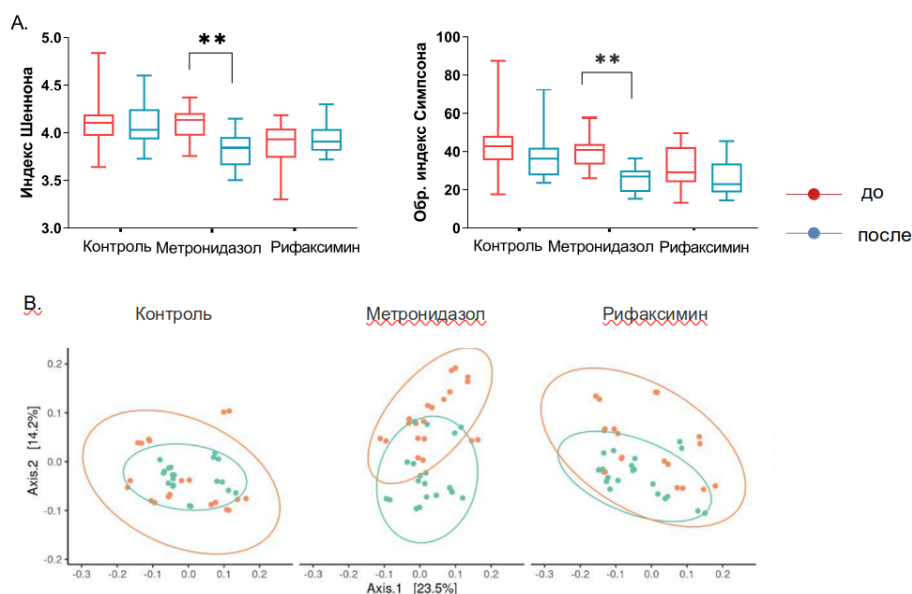 A.
Индекс Шеннона
5.0
4.5
4.0
3.5
3.0
**
Контроль Метронидазол Рифаксимин
Обр. индекс Симпсона
100
80
60
40
20
0
**
Контроль Метронидазол Рифаксимин
до
после
B.
Контроль Метронидазол Рифаксимин
Axis.2 [14.2%]
0.2
0.1
0.0
-0.1
-0.2
-0.3 -0.2 -0.1 0.0 0.1 0.2
-0.3 -0.2 -0.1 0.0 0.1 0.2
-0.3 -0.2 -0.1 0.0 0.1 0.2
Axis.1 [23.5%]